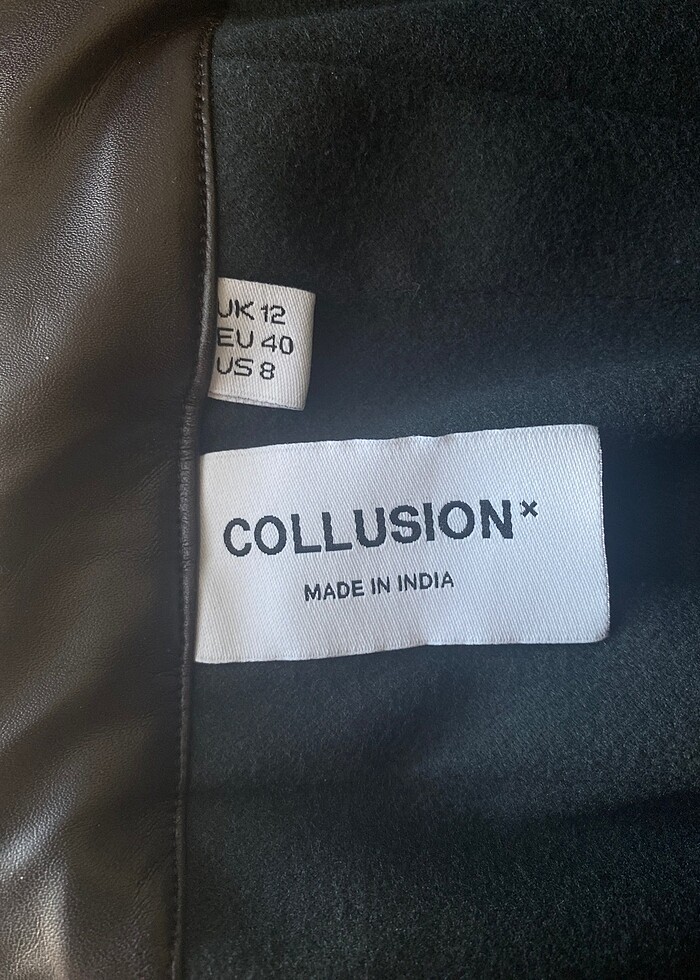 UK 12
EU 40
US 8
COLLUSION×
MADE IN INDIA